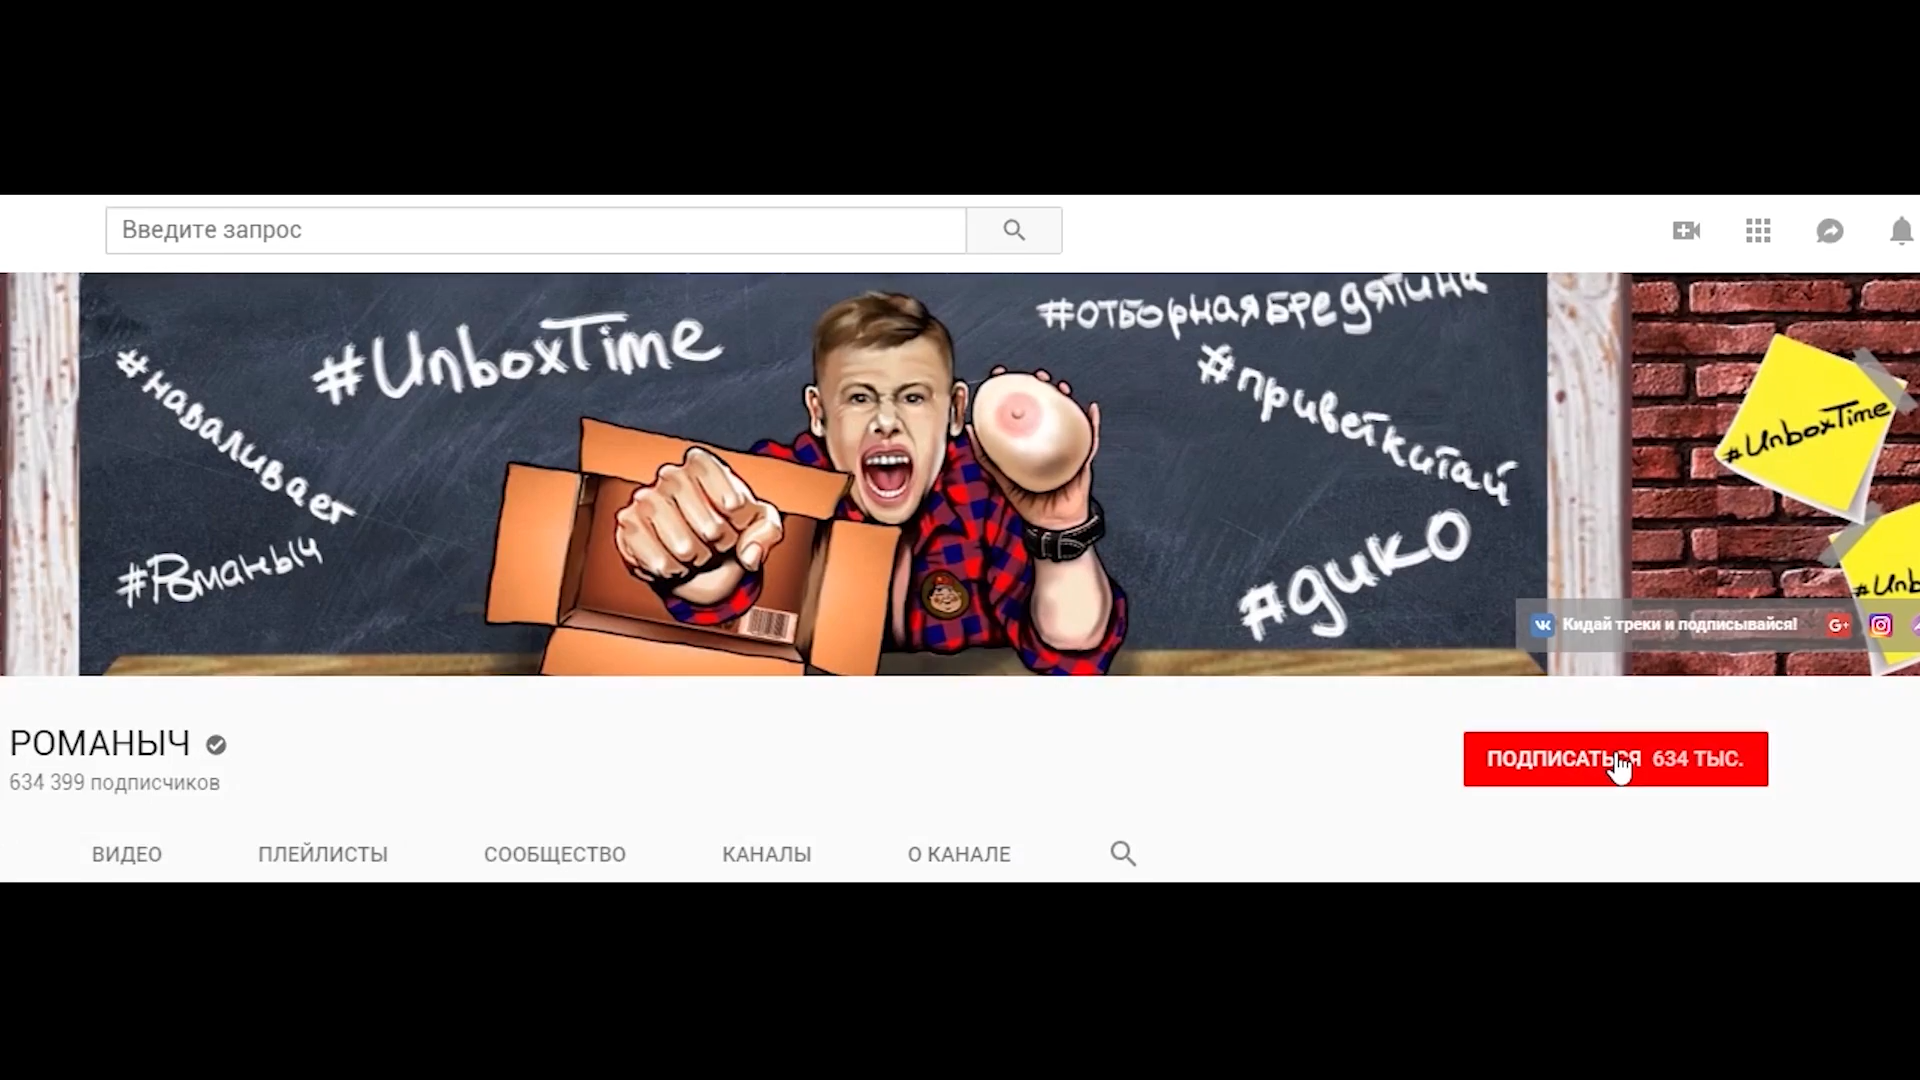 Введите запрос
#отборнаябредятина
#UnboxTime
#наваливает
#приветкитай
#UnboxTime
#Романыч
#дико
#Unb
Кидай треки и подписывайся!
РОМАНЫЧ
634 399 подписчиков
ПОДПИСАТЬСЯ 634 ТЫС.
ВИДЕО ПЛЕЙЛИСТЫ СООБЩЕСТВО КАНАЛЫ О КАНАЛЕ